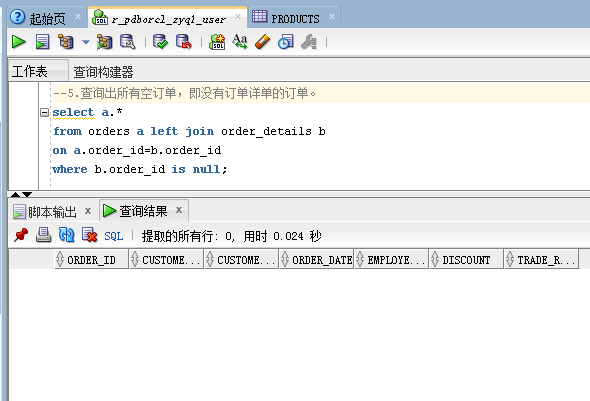 起始页 r_pdborcl_zyq1_user PRODUCTS
工作表 查询构建器
--5.查询出所有空订单，即没有订单详单的订单。
select a.*
from orders a left join order_details b
on a.order_id=b.order_id
where b.order_id is null;
脚本输出 x 查询结果 x
SQL | 提取的所有行: 0, 用时 0.024 秒
ORDER_ID CUSTOME... CUSTOME... ORDER_DATE EMPLOYE... DISCOUNT TRADE_R...